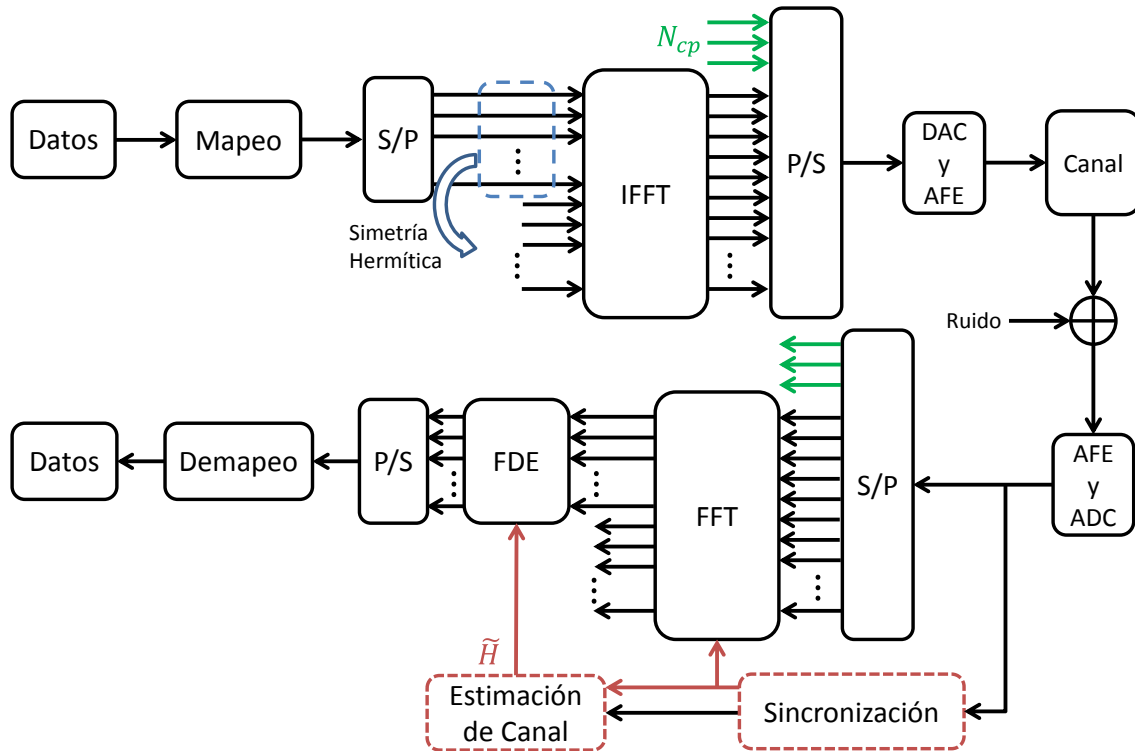 N_cp
Datos
Mapeo
S/P
Simetría
Hermítica
IFFT
P/S
DAC
y
AFE
Canal
Ruido
Datos
Demapeo
P/S
FDE
FFT
S/P
AFE
y
ADC
H̃
Estimación
de Canal
Sincronización